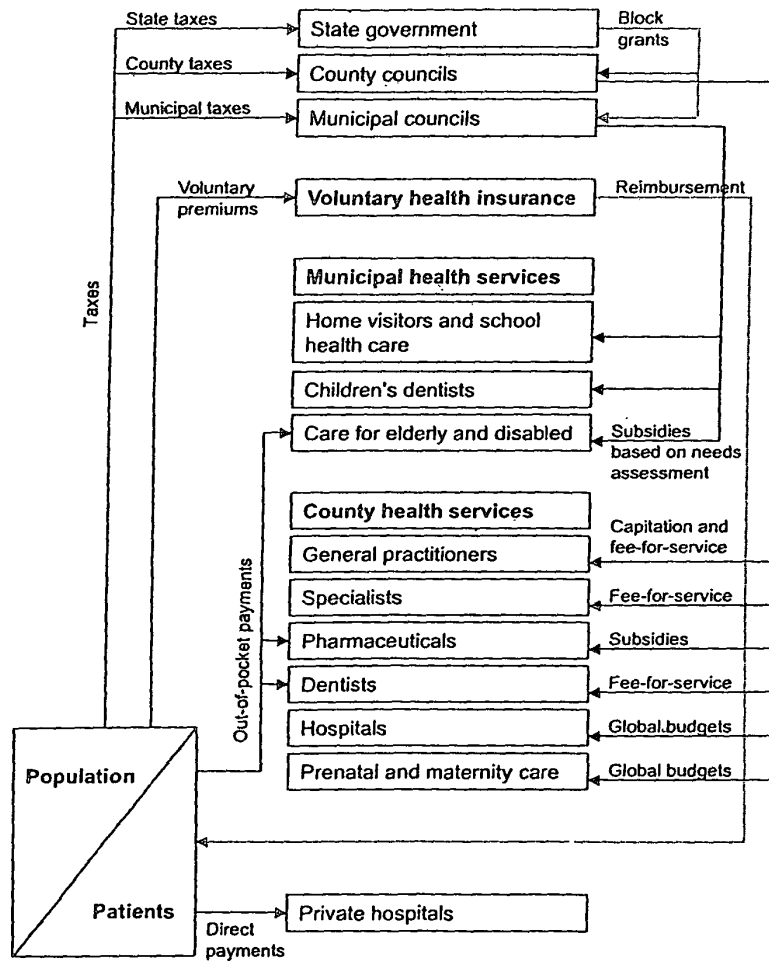 State taxes
State government
Block
grants
County taxes
County councils
Municipal taxes
Municipal councils
Voluntary
premiums
Voluntary health insurance
Reimbursement
Taxes
Municipal health services
Home visitors and school
health care
Children's dentists
Care for elderly and disabled
Subsidies
based on needs
assessment
County health services
Capitation and
fee-for-service
General practitioners
Specialists
Fee-for-service
Out-of-pocket payments
Pharmaceuticals
Subsidies
Dentists
Fee-for-service
Hospitals
Global.budgets
Prenatal and maternity care
Global budgets
Population
Patients
Direct
payments
Private hospitals